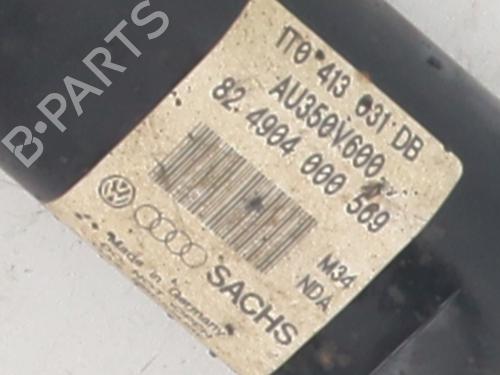 1T0 413 031 DB
AU350V600
82 4904 000 569
M34
NDA
SACHS
Made in Germany
B-PARTS